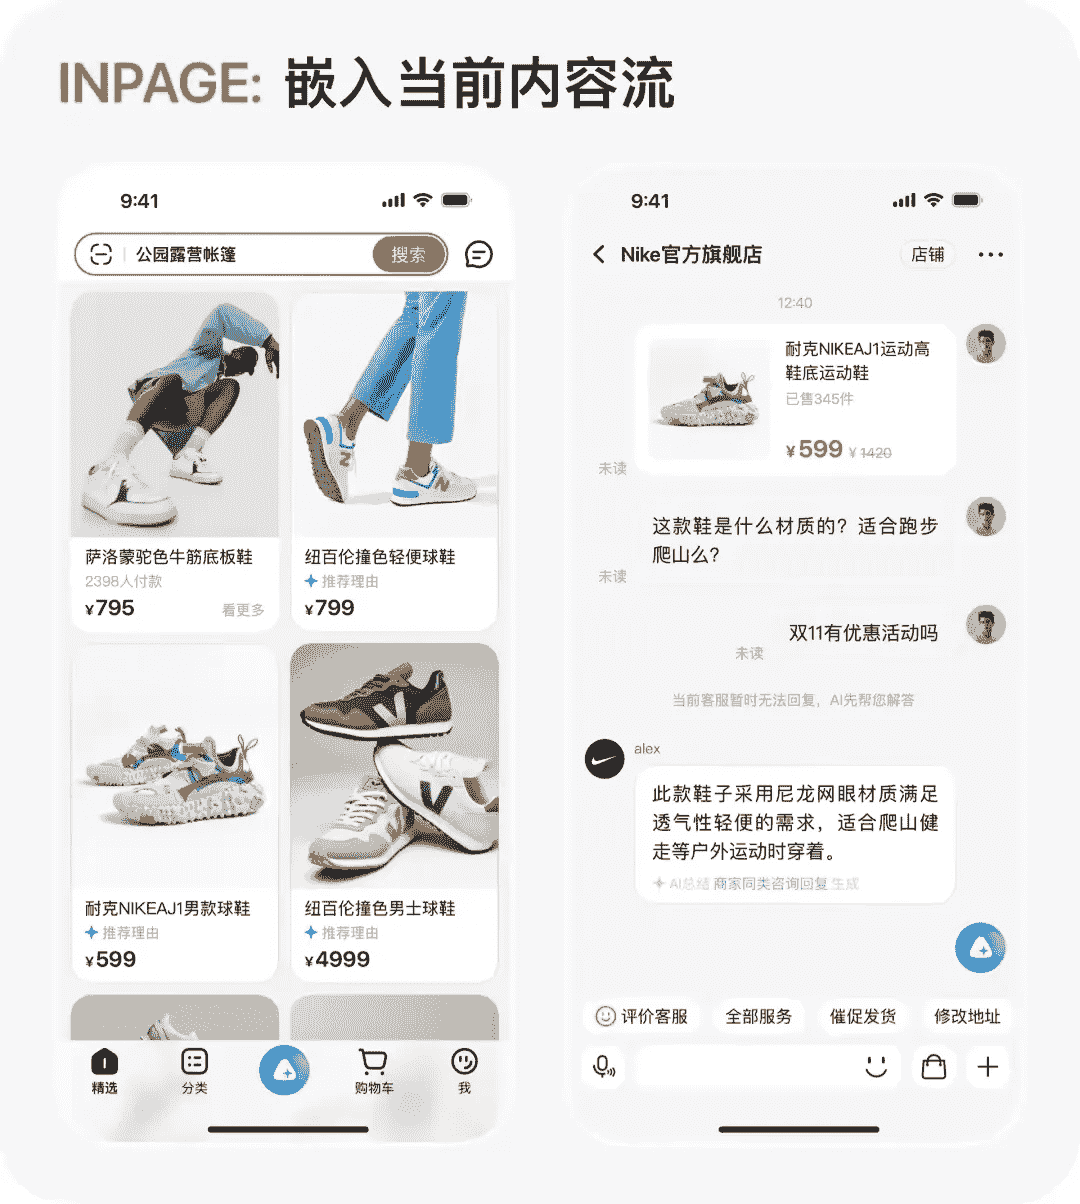 INPAGE: 嵌入当前内容流
9:41
公园露营帐篷
搜索
萨洛蒙驼色牛筋底板鞋
2398人付款
¥795
看更多
纽百伦撞色轻便球鞋
推荐理由
¥799
耐克NIKEAJ1男款球鞋
推荐理由
¥599
纽百伦撞色男士球鞋
推荐理由
¥4999
精选
分类
购物车
我
9:41
Nike官方旗舰店
店铺
12:40
耐克NIKEAJ1运动高
鞋底运动鞋
已售345件
¥599 ¥1420
未读
这款鞋是什么材质的？适合跑步
爬山么？
未读
双11有优惠活动吗
未读
当前客服暂时无法回复，AI先帮您解答
alex
此款鞋子采用尼龙网眼材质满足
透气性轻便的需求，适合爬山健
走等户外运动时穿着。
AI总结 商家同类咨询回复 生成
评价客服
全部服务
催促发货
修改地址